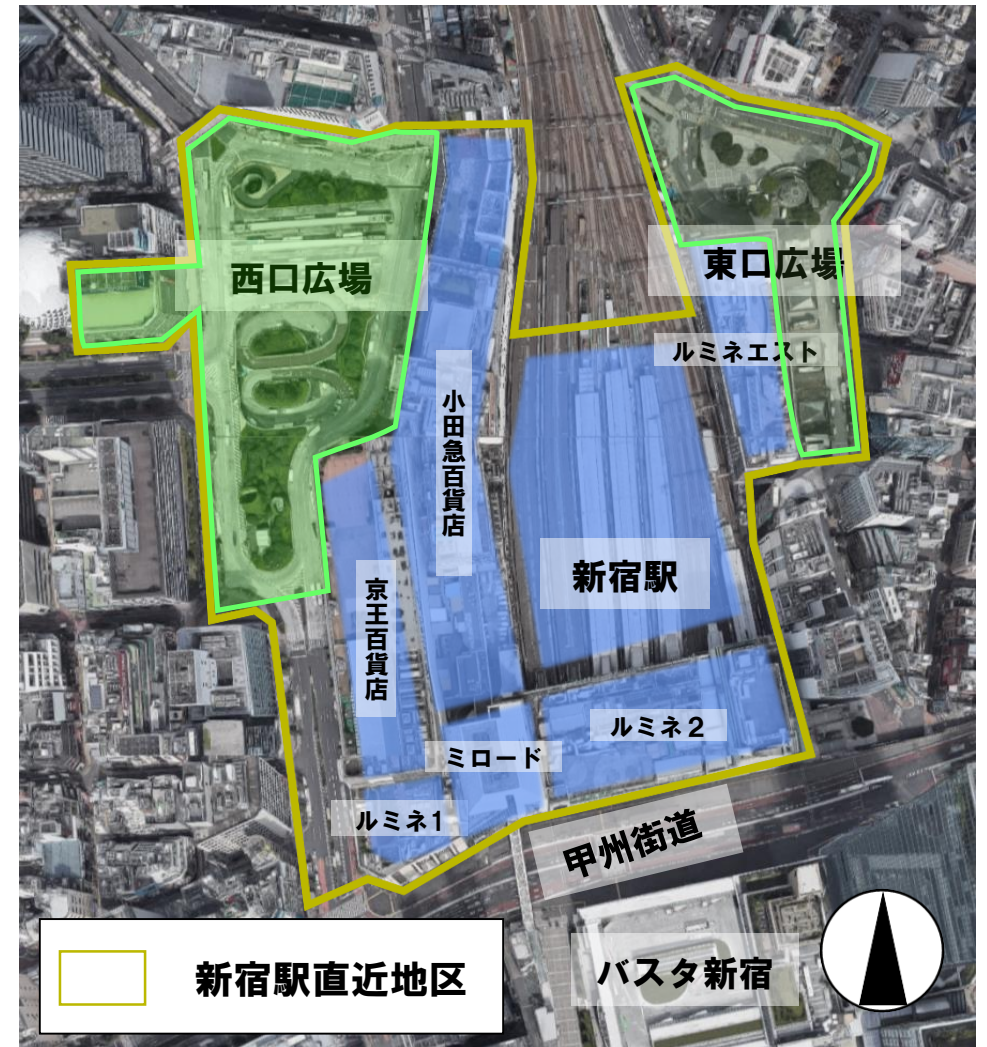 西口広場
東口広場
ルミネエスト
小田急百貨店
新宿駅
京王百貨店
ルミネ2
ミロード
ルミネ1
甲州街道
新宿駅直近地区
バスタ新宿